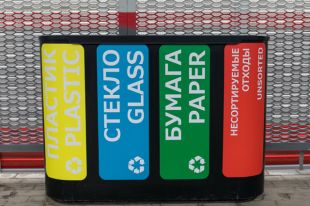 ПЛАСТИК
PLASTIC
СТЕКЛО
GLASS
БУМАГА
PAPER
НЕСОРТИРУЕМЫЕ
ОТХОДЫ
UNSORTED